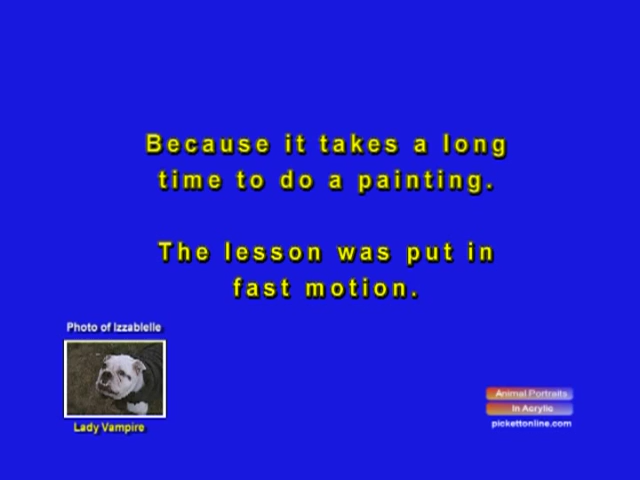 Because it takes a long
time to do a painting.
The lesson was put in
fast motion.
Photo of Izzablelle
Lady Vampire
Animal Portraits
In Acrylic
pickettonline.com